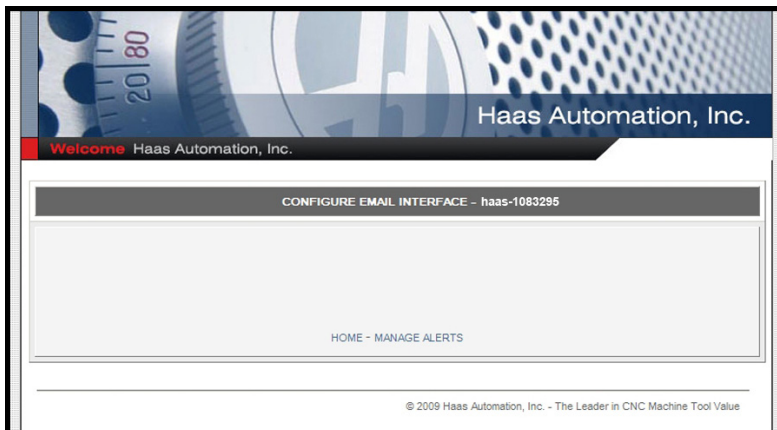 20 80
Haas Automation, Inc.
Welcome Haas Automation, Inc.
CONFIGURE EMAIL INTERFACE - haas-1083295
HOME - MANAGE ALERTS
© 2009 Haas Automation, Inc. - The Leader in CNC Machine Tool Value